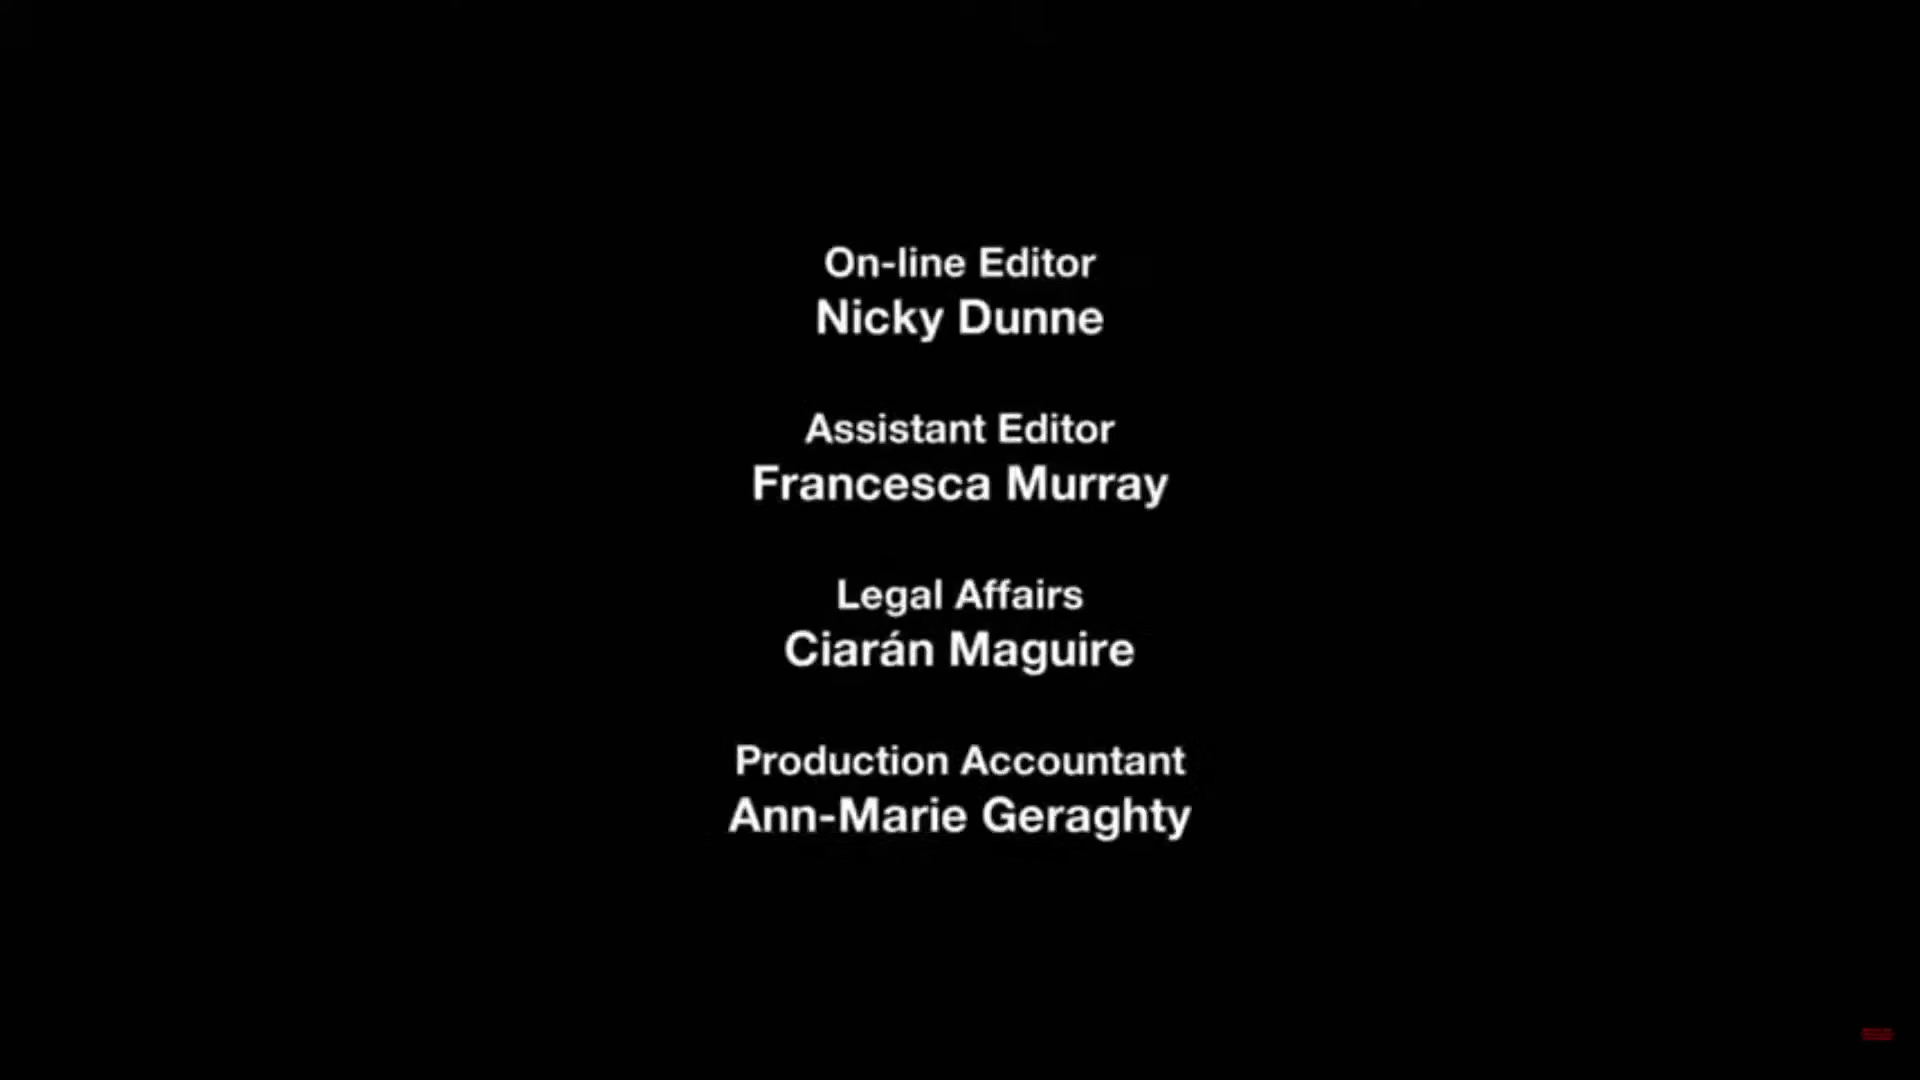 On-line Editor
Nicky Dunne
Assistant Editor
Francesca Murray
Legal Affairs
Ciarán Maguire
Production Accountant
Ann-Marie Geraghty